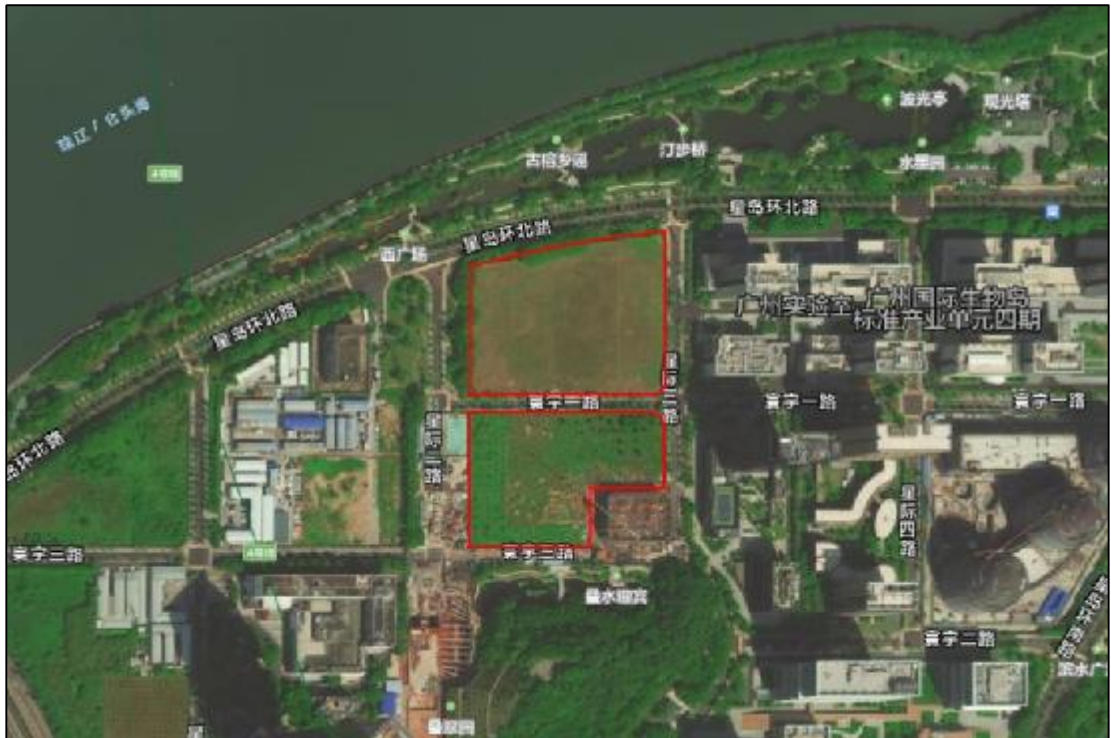 波光亭
观光塔
珠江/仓头海
古榕乡道
汀步桥
水墨园
星岛环北路
星岛环北路
西广场
广州实验室
广州国际生物岛
标准产业单元四期
星岛环北路
星际三路
寰宇一路
寰宇一路
寰宇一路
岛环北路
星际二路
星际四路
寰宇二路
寰宇二路
寰宇二路
星